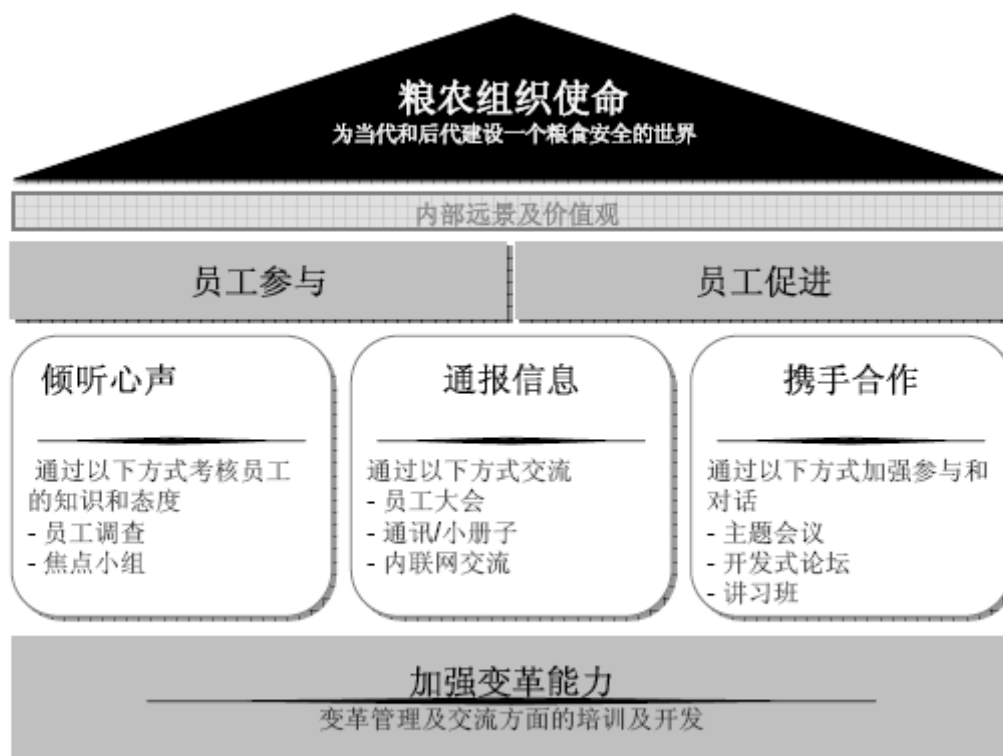 粮农组织使命
为当代和后代建设一个粮食安全的世界
内部远景及价值观
员工参与
员工促进
倾听心声
通过以下方式考核员工
的知识和态度
- 员工调查
- 焦点小组
通报信息
通过以下方式交流
- 员工大会
- 通讯/小册子
- 内联网交流
携手合作
通过以下方式加强参与和
对话
- 主题会议
- 开发式论坛
- 讲习班
加强变革能力
变革管理及交流方面的培训及开发